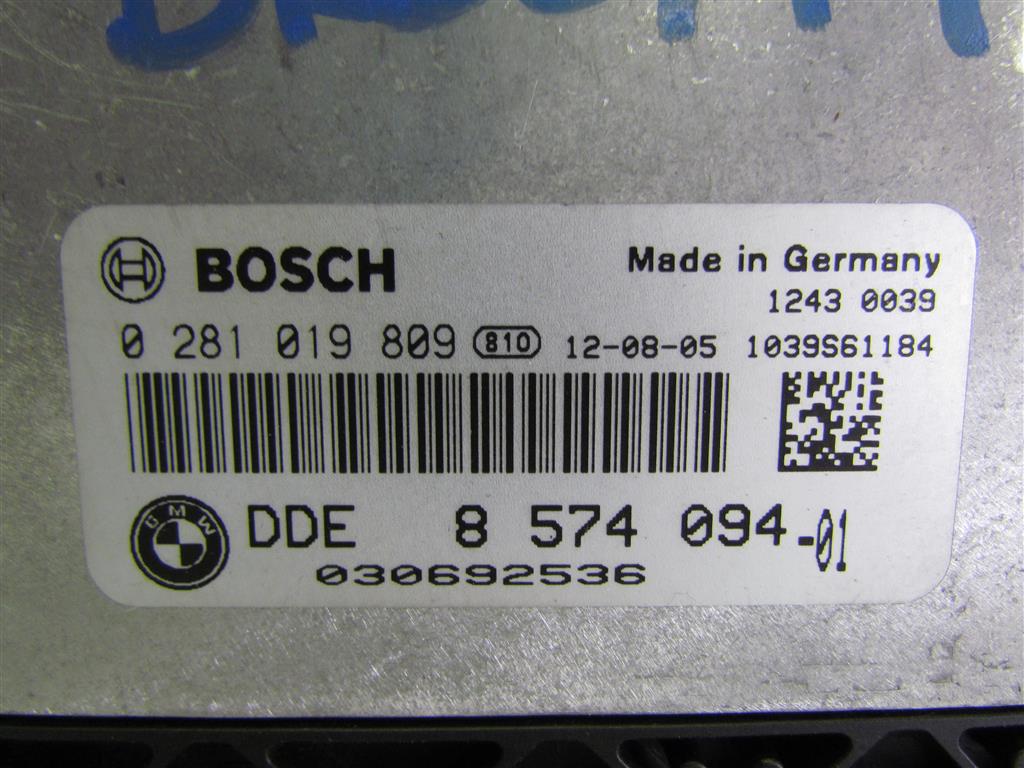 BOSCH Made in Germany
1243 0039
0 281 019 809 810 12-08-05 1039S61184
BMW DDE 8 574 094-01
030692536